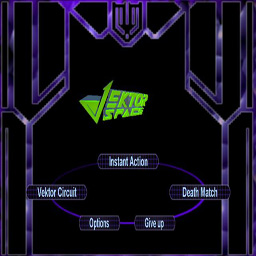 VEKTOR
SPACE
Instant Action
Vektor Circuit
Death Match
Options
Give up